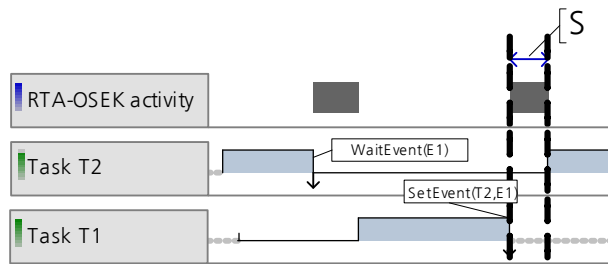 [S
RTA-OSEK activity
WaitEvent(E1)
Task T2
SetEvent(T2,E1)
Task T1